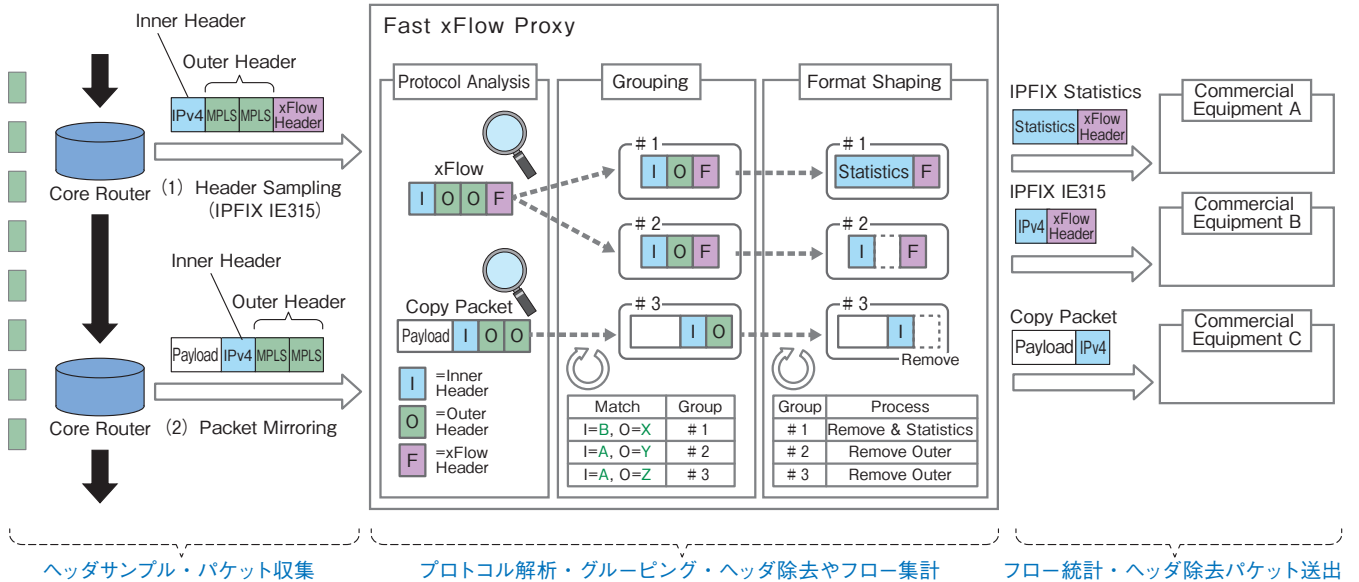 Inner Header
Outer Header
IPv4 MPLS MPLS xFlow Header
Core Router
(1) Header Sampling
(IPFIX IE315)
Inner Header
Outer Header
Payload IPv4 MPLS MPLS
Core Router
(2) Packet Mirroring
Fast xFlow Proxy
Protocol Analysis
xFlow
I O O F
Copy Packet
Payload I O O
I =Inner Header
O =Outer Header
F =xFlow Header
Grouping
#1
I O F
#2
I O F
#3
I O
Match Group
I=B, O=X #1
I=A, O=Y #2
I=A, O=Z #3
Format Shaping
#1
Statistics F
#2
I F
#3
I
Remove
Group Process
#1 Remove & Statistics
#2 Remove Outer
#3 Remove Outer
IPFIX Statistics
Statistics xFlow Header
Commercial
Equipment A
IPFIX IE315
IPv4 xFlow Header
Commercial
Equipment B
Copy Packet
Payload IPv4
Commercial
Equipment C
ヘッダサンプル・パケット収集
プロトコル解析・グルーピング・ヘッダ除去やフロー集計
フロー統計・ヘッダ除去パケット送出